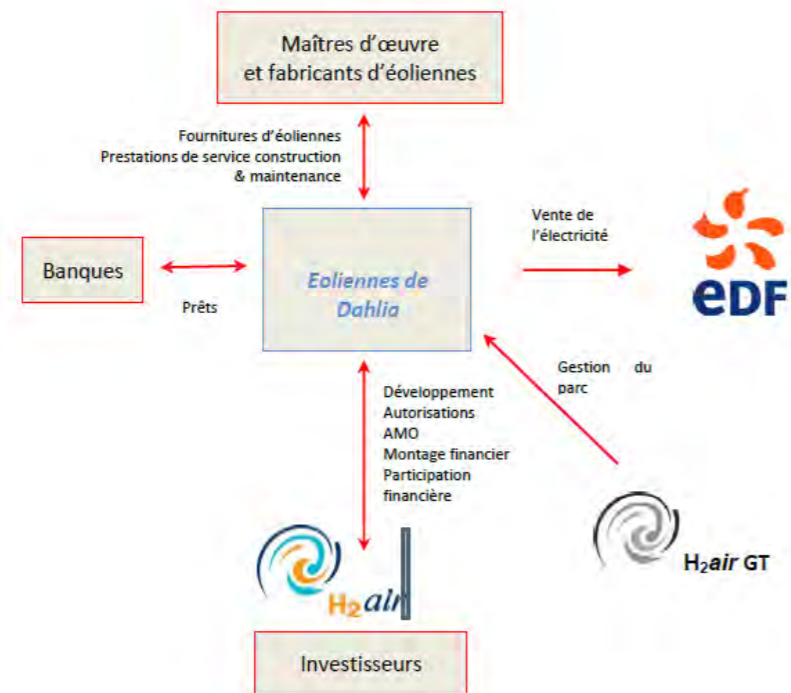 Maîtres d'œuvre
et fabricants d'éoliennes
Fournitures d'éoliennes
Prestations de service construction
& maintenance
Banques
Prêts
Eoliennes de
Dahlia
Vente de
l'électricité
eDF
Gestion du
parc
Développement
Autorisations
AMO
Montage financier
Participation
financière
H2air
H2air GT
Investisseurs